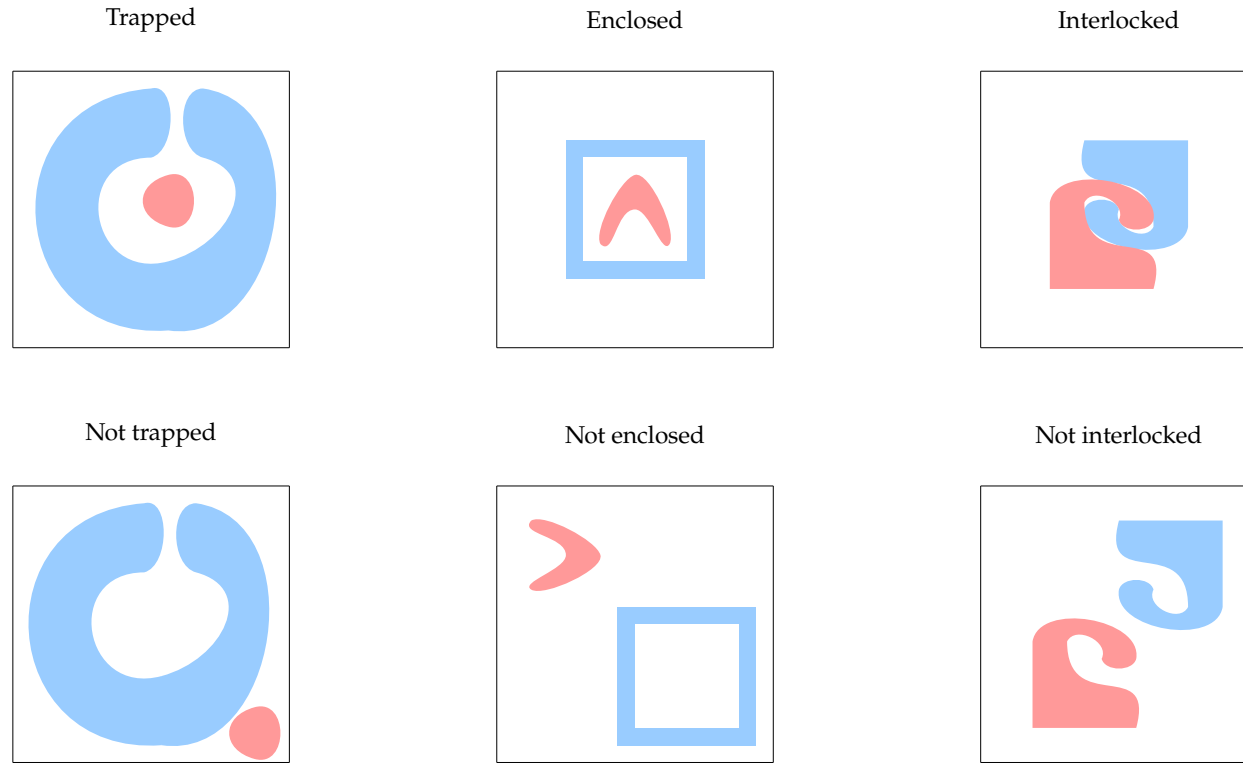 Trapped
Enclosed
Interlocked
Not trapped
Not enclosed
Not interlocked